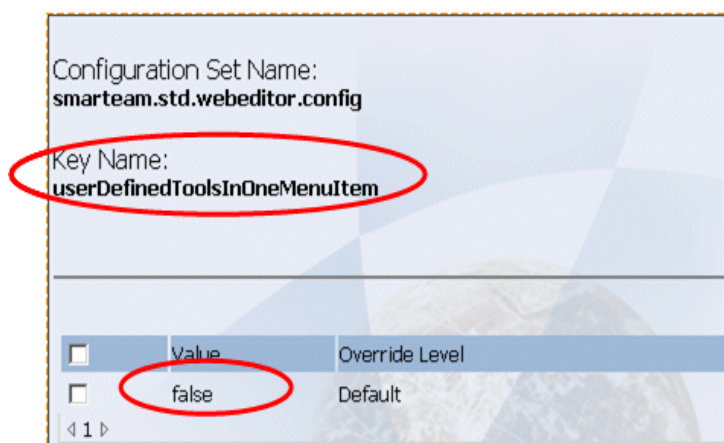 Configuration Set Name:
smarteam.std.webeditor.config
Key Name:
userDefinedToolsInOneMenuItem
Value Override Level
false Default
1